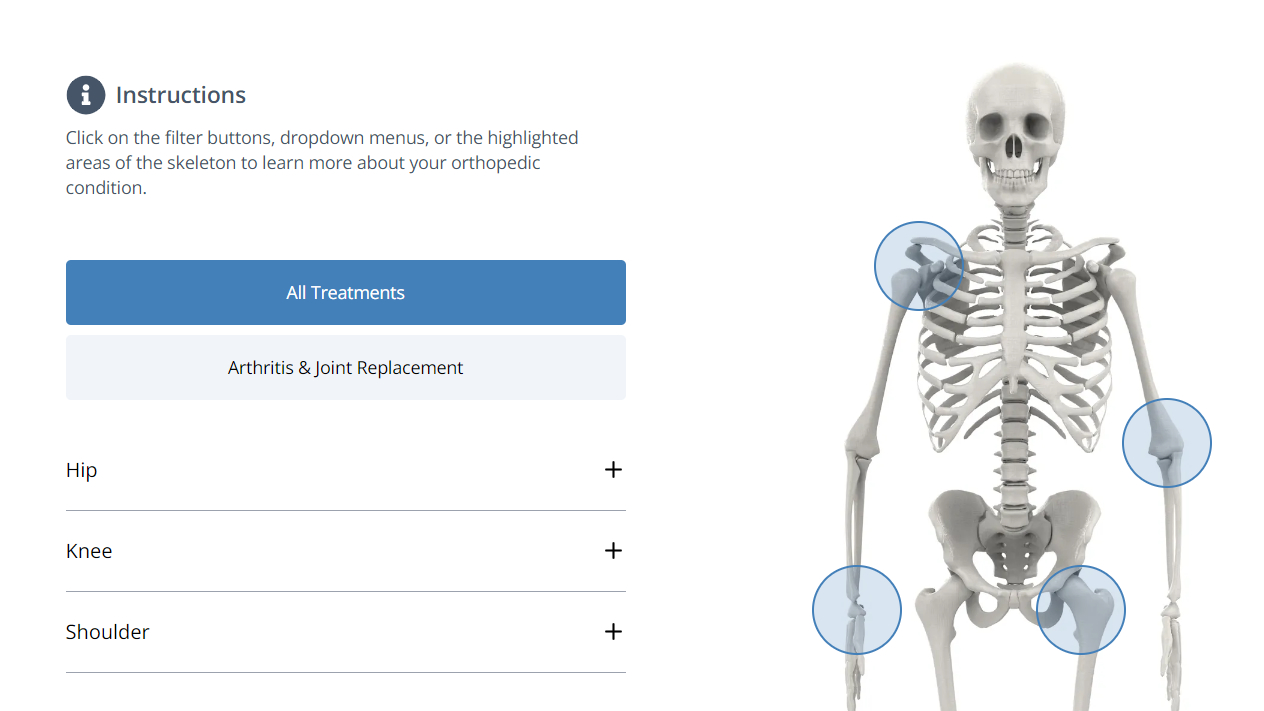 Instructions
Click on the filter buttons, dropdown menus, or the highlighted
areas of the skeleton to learn more about your orthopedic
condition.
All Treatments
Arthritis & Joint Replacement
Hip
Knee
Shoulder